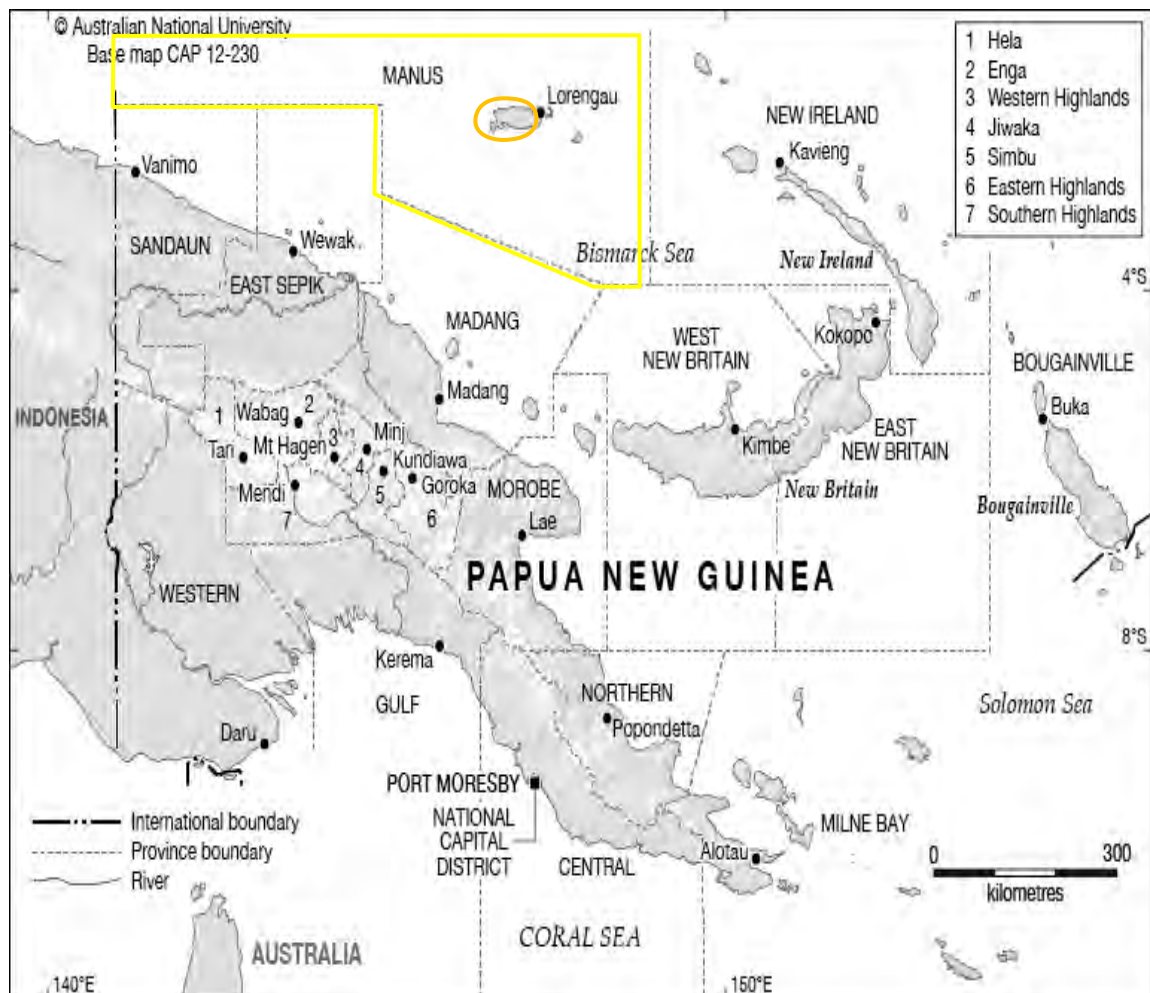 © Australian National University
Base map CAP 12-230
MANUS
Lorengau
NEW IRELAND
Kavieng
1 Hela
2 Enga
3 Western Highlands
4 Jiwaka
5 Simbu
6 Eastern Highlands
7 Southern Highlands
Vanimo
SANDAUN
Wewak
EAST SEPIK
Bismarck Sea
New Ireland
4°S
MADANG
WEST
NEW BRITAIN
Kokopo
BOUGAINVILLE
INDONESIA
Madang
Buka
1
Wabag
2
Tari
Mt Hagen
3
Minj
4
Kundiawa
Mendi
5
Goroka
7
6
MOROBE
Kimbe
EAST
NEW BRITAIN
New Britain
Bougainville
Lae
PAPUA NEW GUINEA
WESTERN
8°S
Kerema
GULF
NORTHERN
Popondetta
Solomon Sea
Daru
PORT MORESBY
NATIONAL
CAPITAL
DISTRICT
CENTRAL
Alotau
MILNE BAY
International boundary
Province boundary
River
0 300
kilometres
AUSTRALIA
CORAL SEA
140°E
150°E